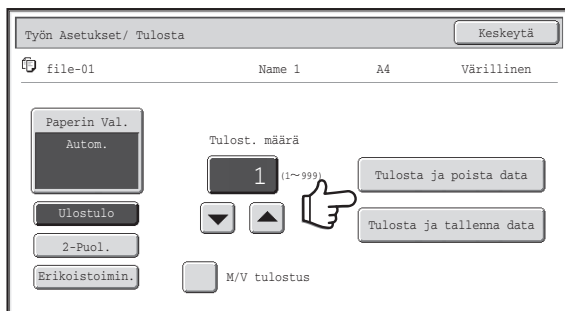 Työn Asetukset/ Tulosta
Keskeytä
file-01 Name 1 A4 Värillinen
Paperin Val.
Autom.
Tulost. määrä
1 (1~999)
Tulosta ja poista data
Ulostulo
Tulosta ja tallenna data
2-Puol.
Erikoistoimin.
M/V tulostus